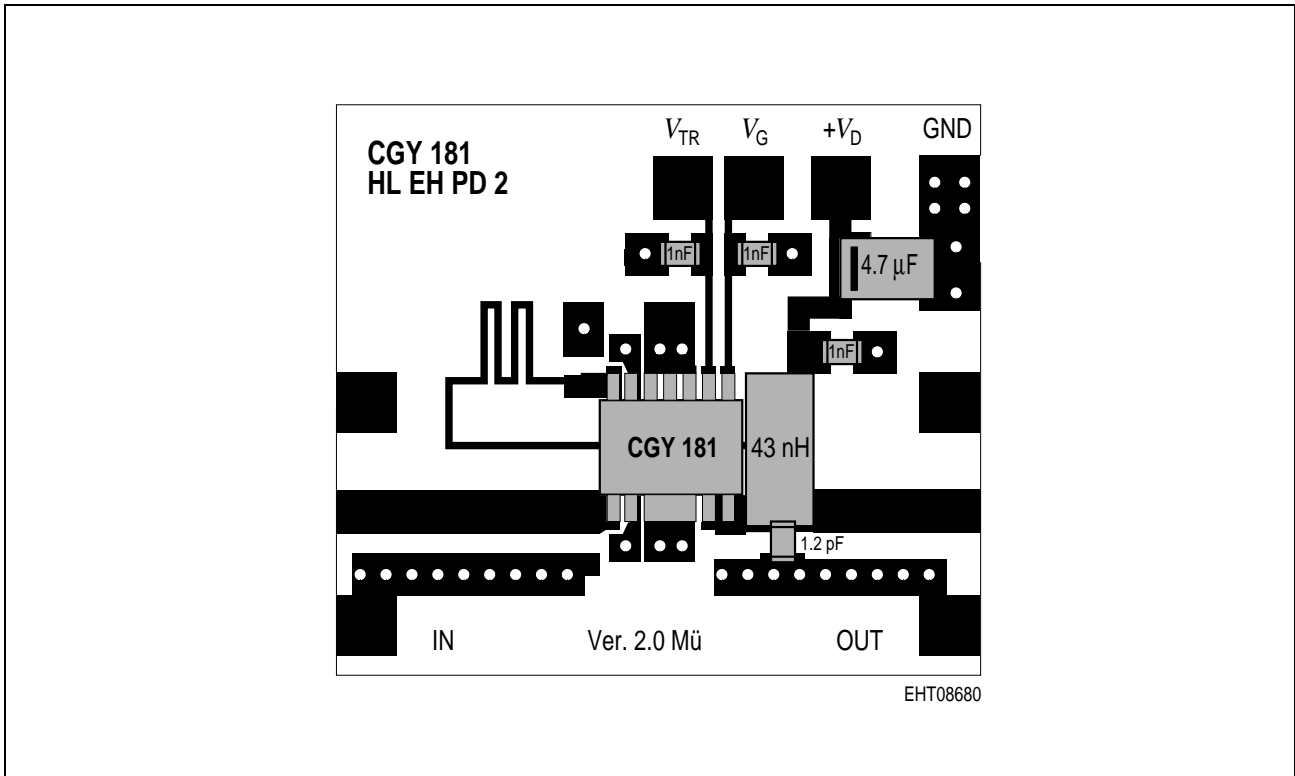 V_TR V_G +V_D GND
CGY 181
HL EH PD 2
1nF 1nF
4.7 µF
1nF
CGY 181 43 nH
1.2 pF
IN Ver. 2.0 Mü OUT
EHT08680